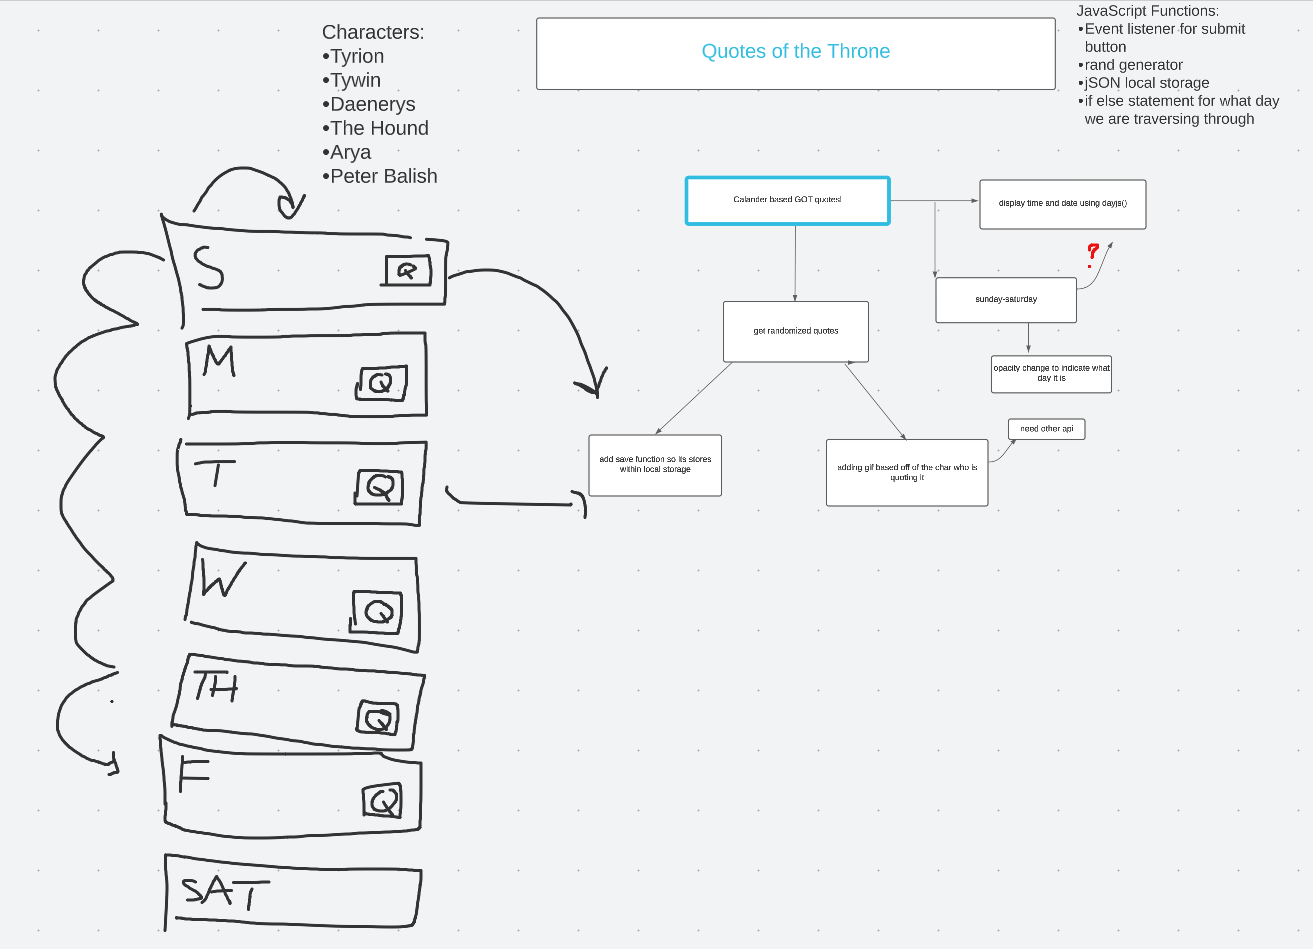 Characters:
•Tyrion
•Tywin
•Daenerys
•The Hound
•Arya
•Peter Balish
Quotes of the Throne
JavaScript Functions:
•Event listener for submit
button
•rand generator
•jSON local storage
•if else statement for what day
we are traversing through
Calander based GOT quotes!
display time and date using dayjs()
?
sunday-saturday
get randomized quotes
opacity change to indicate what
day it is
need other api
add save function so its stores
within local storage
adding gif based off of the char who is
quoting it
S
Q
M
Q
T
Q
W
Q
TH
Q
F
Q
SAT